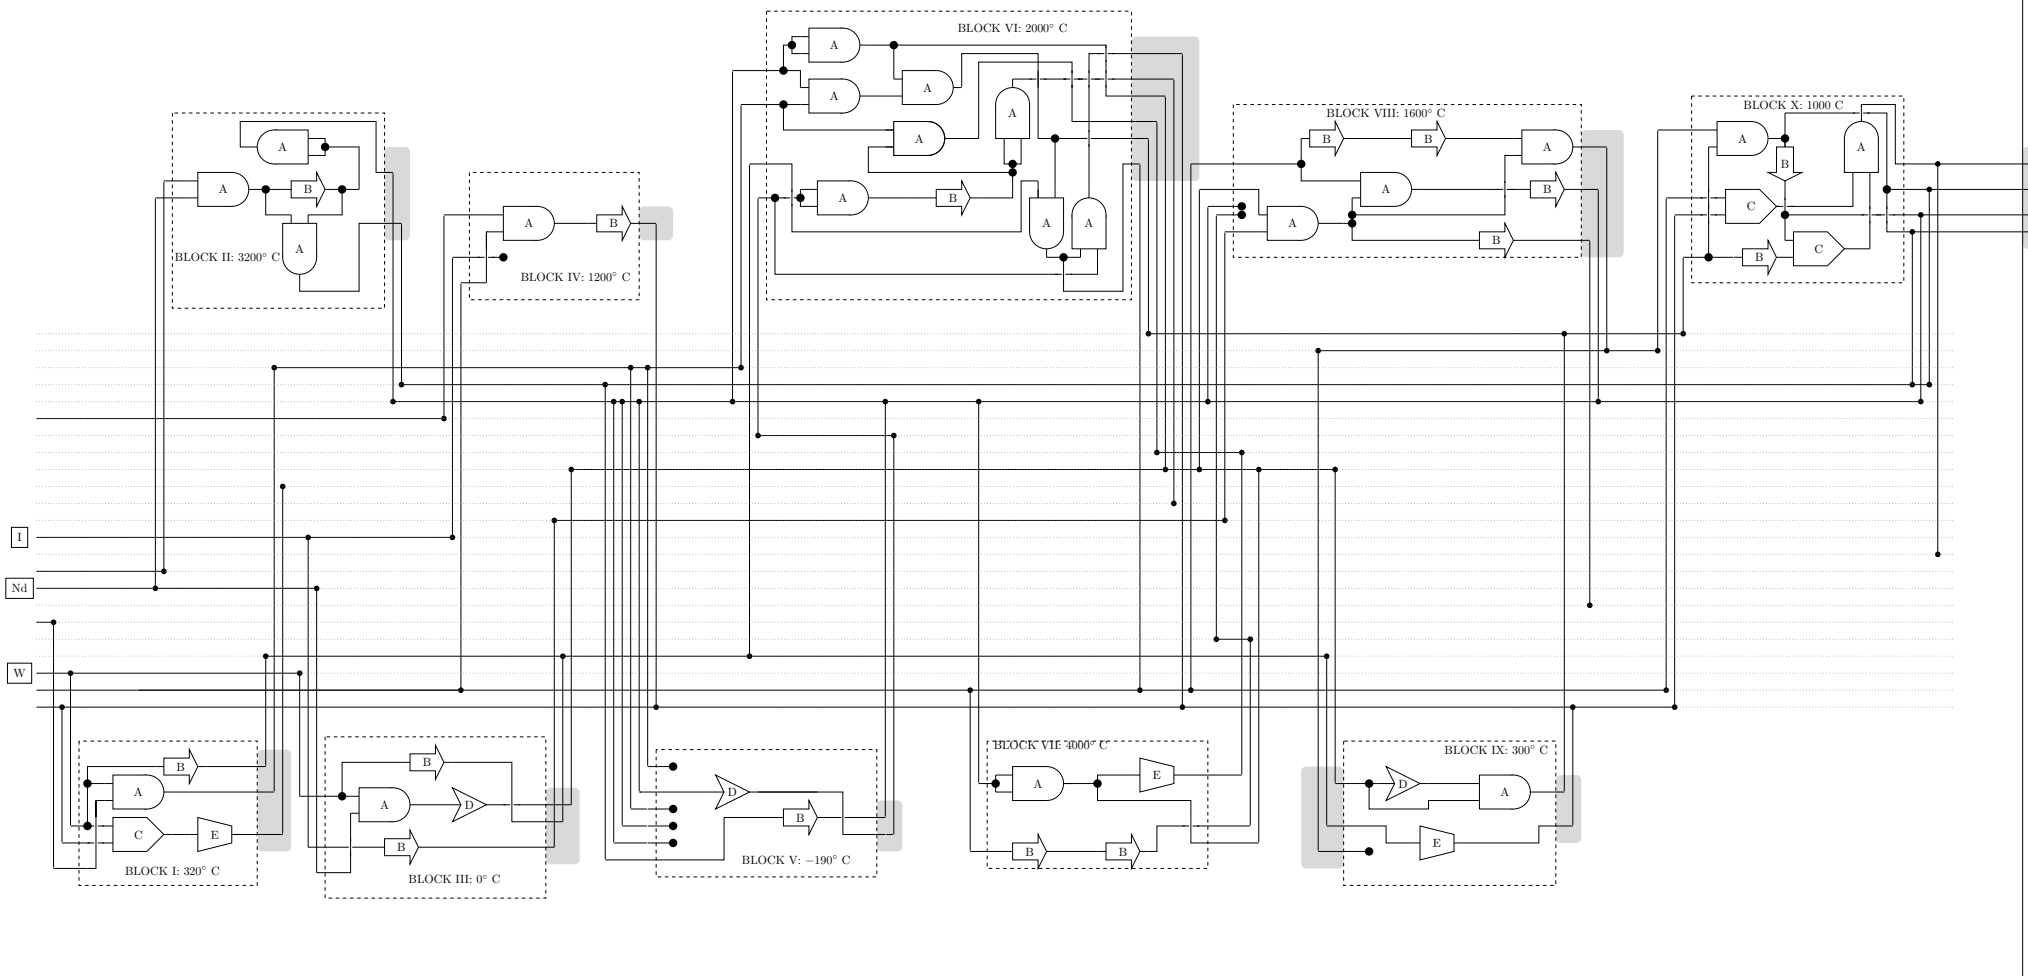 BLOCK VI: 2000° C
A
A
A
A
A
A
B
A
A
BLOCK II: 3200° C
A
A
B
A
BLOCK IV: 1200° C
A
B
BLOCK VIII: 1600° C
B
B
A
A
B
A
B
BLOCK X: 1000 C
A
B
A
C
B
C
I
Nd
W
BLOCK I: 320° C
B
A
C
E
BLOCK III: 0° C
B
A
D
B
BLOCK V: −190° C
D
B
BLOCK VII: 4000° C
A
E
B
B
BLOCK IX: 300° C
D
A
E